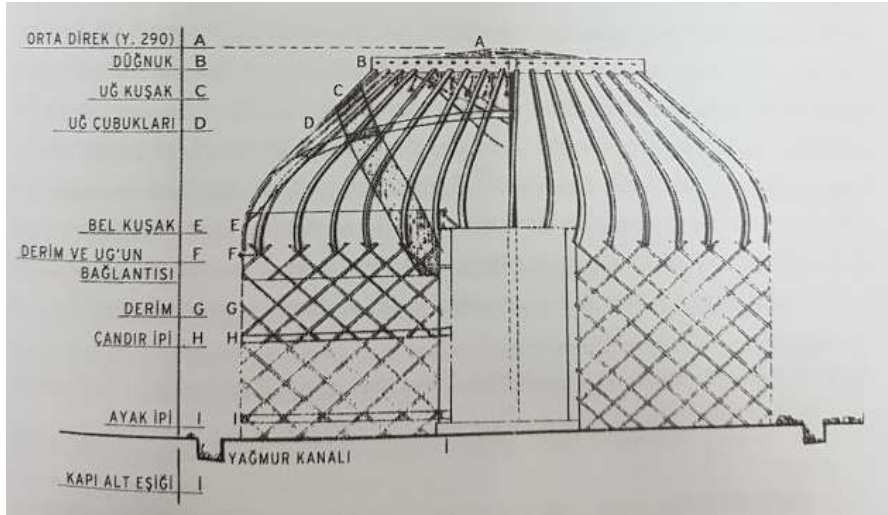 ORTA DİREK (Y. 290) A
DÜĞNUK B
UĞ KUŞAK C
UĞ ÇUBUKLARI D
BEL KUŞAK E
DERİM VE UG'UN F
BAĞLANTISI
DERİM G
ÇANDIR İPİ H
AYAK İPİ I
KAPI ALT EŞİĞİ I
A
B
C
D
E
F
G
H
I
YAĞMUR KANALI
I